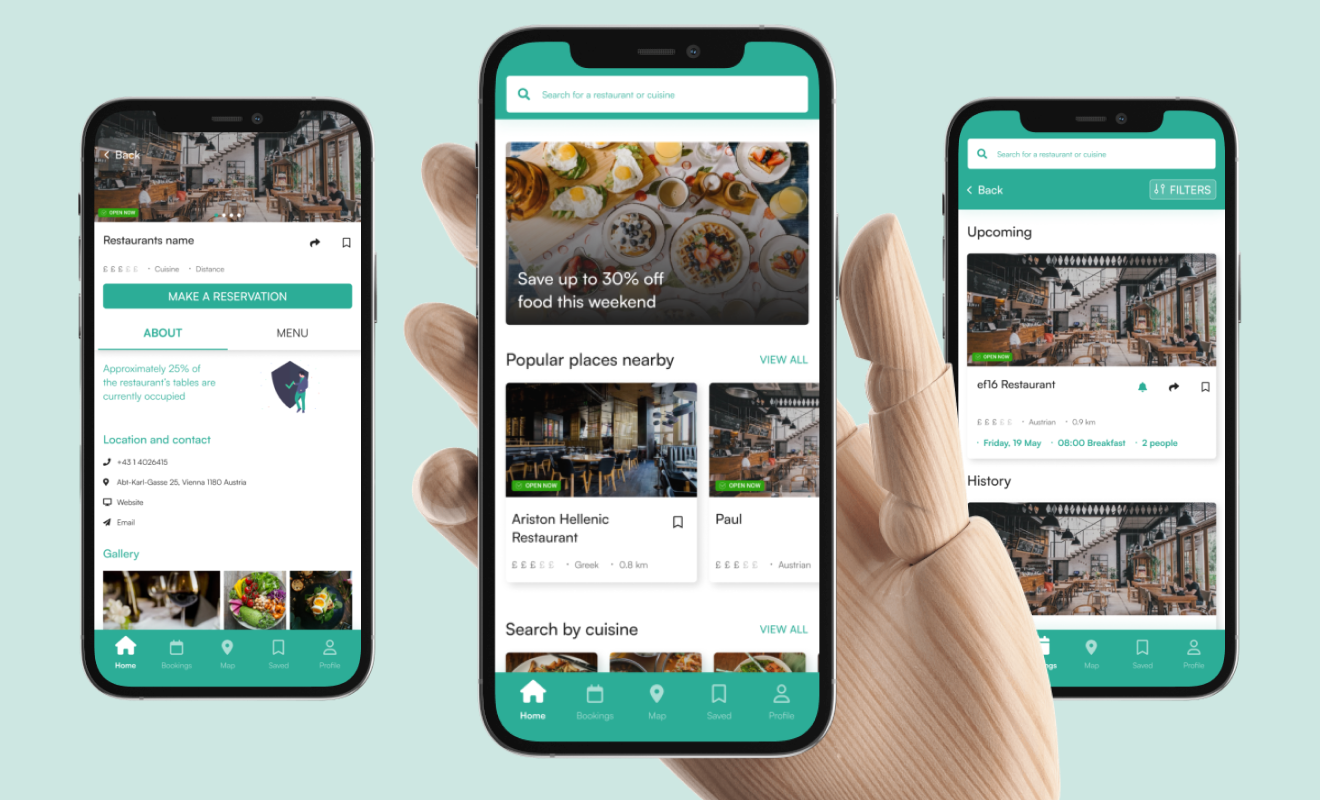 Back
OPEN NOW
Restaurants name
£ £ £ £ £ · Cuisine · Distance
MAKE A RESERVATION
ABOUT MENU
Approximately 25% of
the restaurant's tables are
currently occupied
Location and contact
+43 1 4026415
Abt-Karl-Gasse 25, Vienna 1180 Austria
Website
Email
Gallery
Home Bookings Map Saved Profile
Search for a restaurant or cuisine
Save up to 30% off
food this weekend
Popular places nearby VIEW ALL
OPEN NOW
OPEN NOW
Ariston Hellenic
Restaurant
£ £ £ £ £ · Greek · 0.8 km
Paul
£ £ £ £ £ · Austrian
Search by cuisine VIEW ALL
Home Bookings Map Saved Profile
Search for a restaurant or cuisine
Back FILTERS
Upcoming
OPEN NOW
ef16 Restaurant
£ £ £ £ £ · Austrian · 0.9 km
· Friday, 19 May · 08:00 Breakfast · 2 people
History
ngs Map Saved Profile